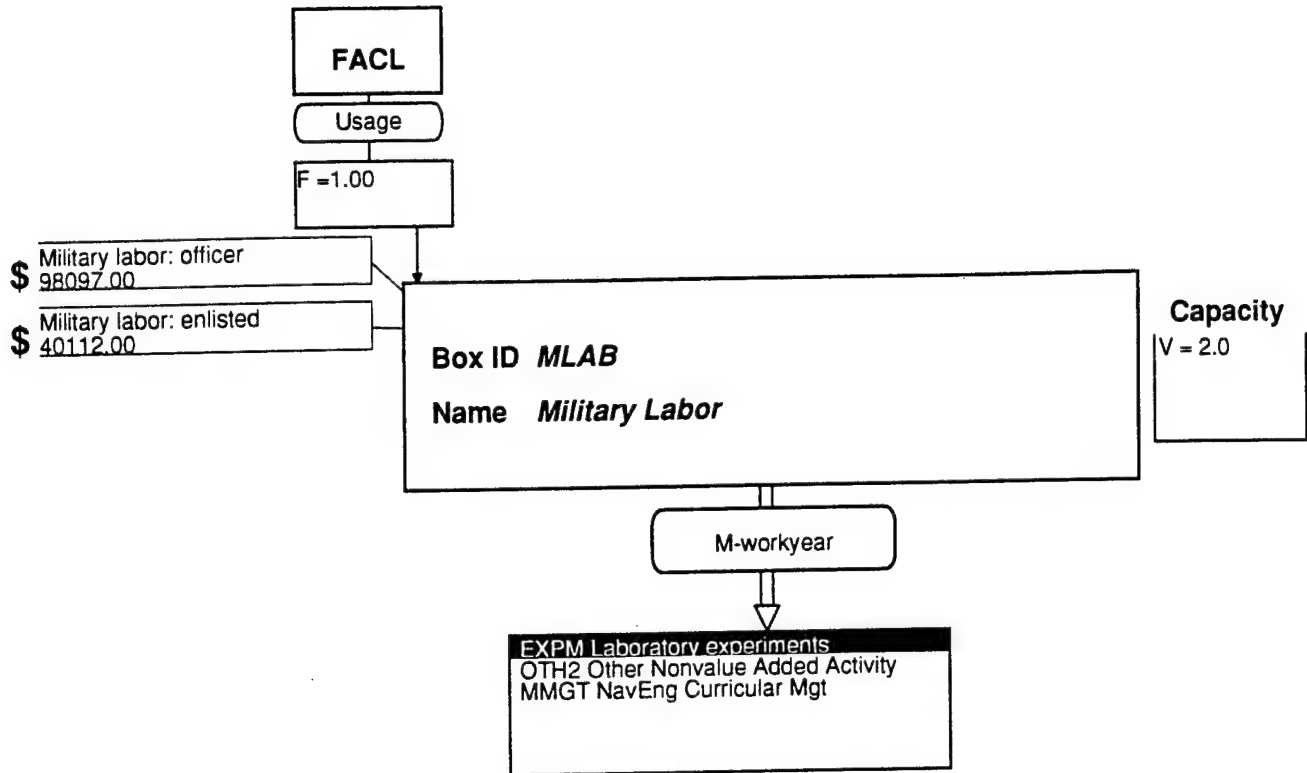 FACL
Usage
F =1.00
$ Military labor: officer
98097.00
$ Military labor: enlisted
40112.00
Box ID MLAB
Name Military Labor
Capacity
V = 2.0
M-workyear
EXPM Laboratory experiments
OTH2 Other Nonvalue Added Activity
MMGT NavEng Curricular Mgt